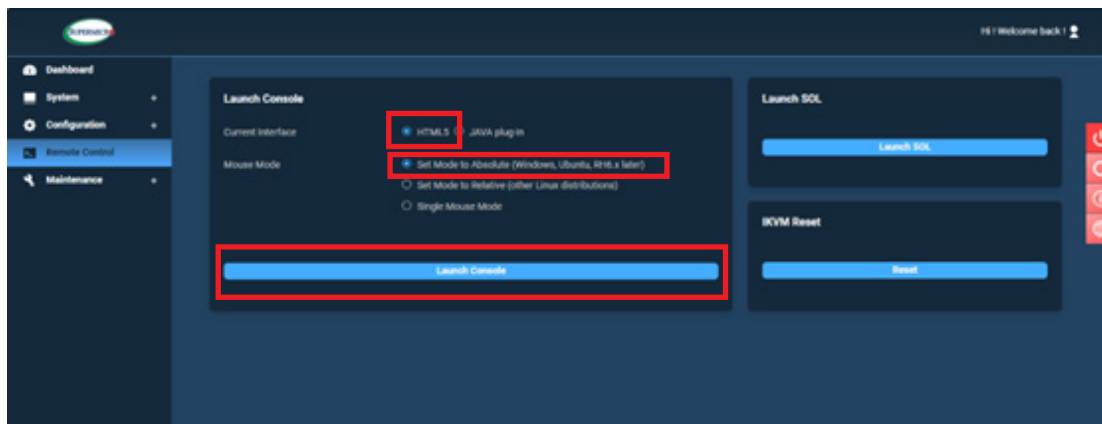 SUPERMICR
Hi ! Welcome back !
Dashboard
System +
Configuration +
Remote Control
Maintenance +
Launch Console
Current Interface
HTML5
JAVA plug-in
Mouse Mode
Set Mode to Absolute (Windows, Ubuntu, RH6.x later)
Set Mode to Relative (other Linux distributions)
Single Mouse Mode
Launch Console
Launch SOL
Launch SOL
IKVM Reset
Reset